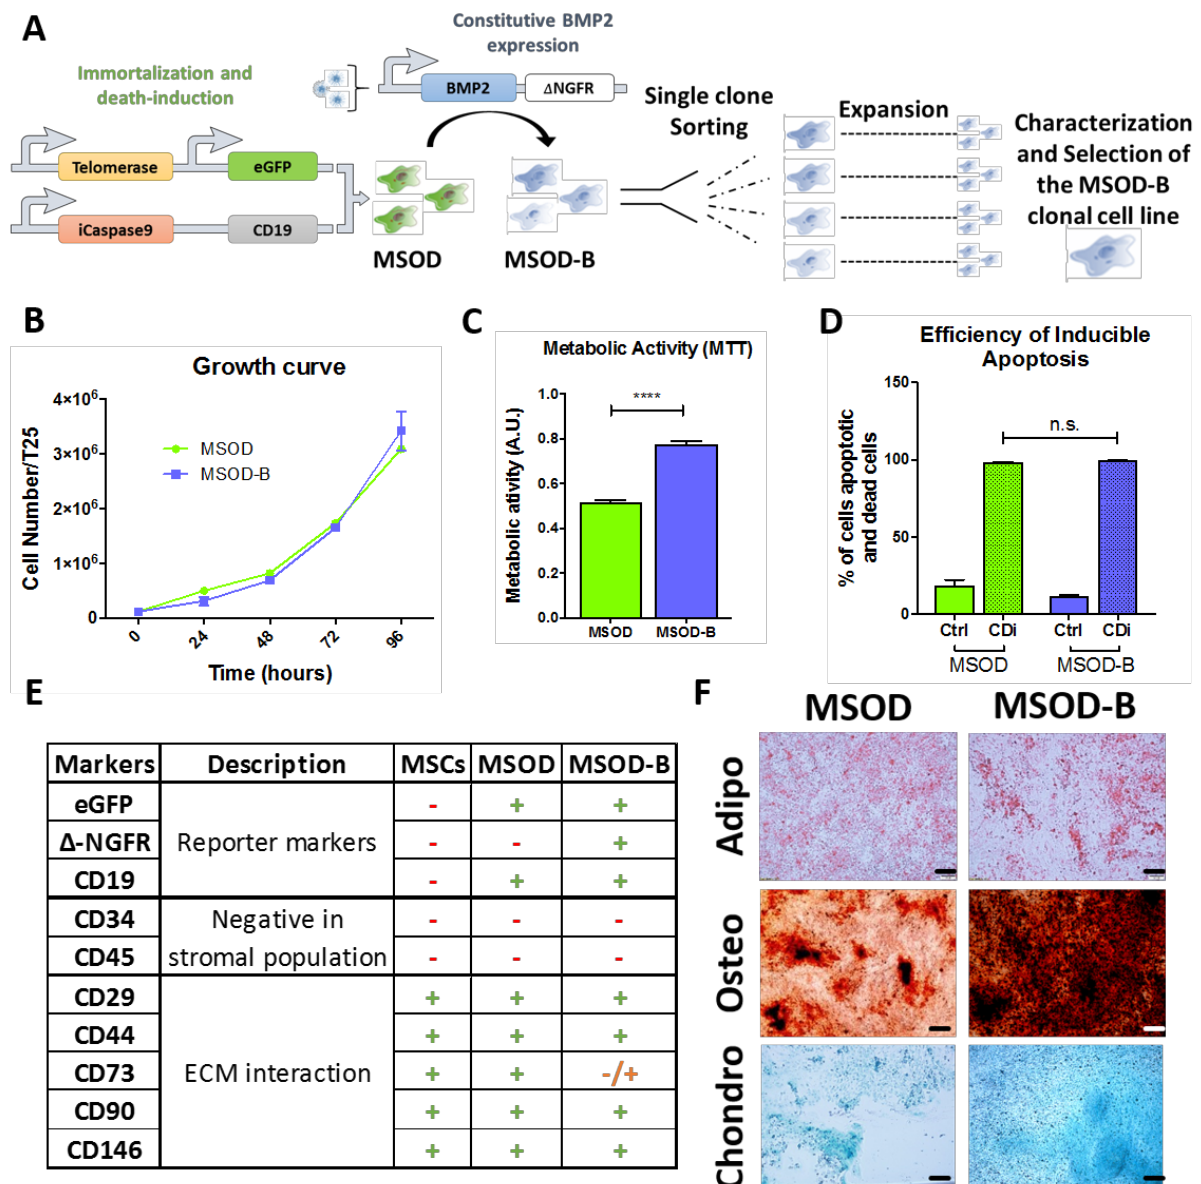 A
Constitutive BMP2
expression
Immortalization and
death-induction
BMP2
ΔNGFR
Telomerase
eGFP
iCaspase9
CD19
MSOD
MSOD-B
Single clone
Sorting
Expansion
Characterization
and Selection of
the MSOD-B
clonal cell line
B
Growth curve
Cell Number/T25
4×10⁶
3×10⁶
2×10⁶
1×10⁶
0
MSOD
MSOD-B
0 24 48 72 96
Time (hours)
C
Metabolic Activity (MTT)
Metabolic ativity (A.U.)
1.0
0.8
0.6
0.4
0.2
0.0
****
MSOD MSOD-B
D
Efficiency of Inducible
Apoptosis
% of cells apoptotic
and dead cells
150
100
50
0
n.s.
Ctrl CDi Ctrl CDi
MSOD MSOD-B
E
Markers Description MSCs MSOD MSOD-B
eGFP - + +
Δ-NGFR Reporter markers - - +
CD19 - + +
CD34 Negative in - - -
CD45 stromal population - - -
CD29 + + +
CD44 + + +
CD73 ECM interaction + + -/+
CD90 + + +
CD146 + + +
F
MSOD MSOD-B
Adipo
Osteo
Chondro